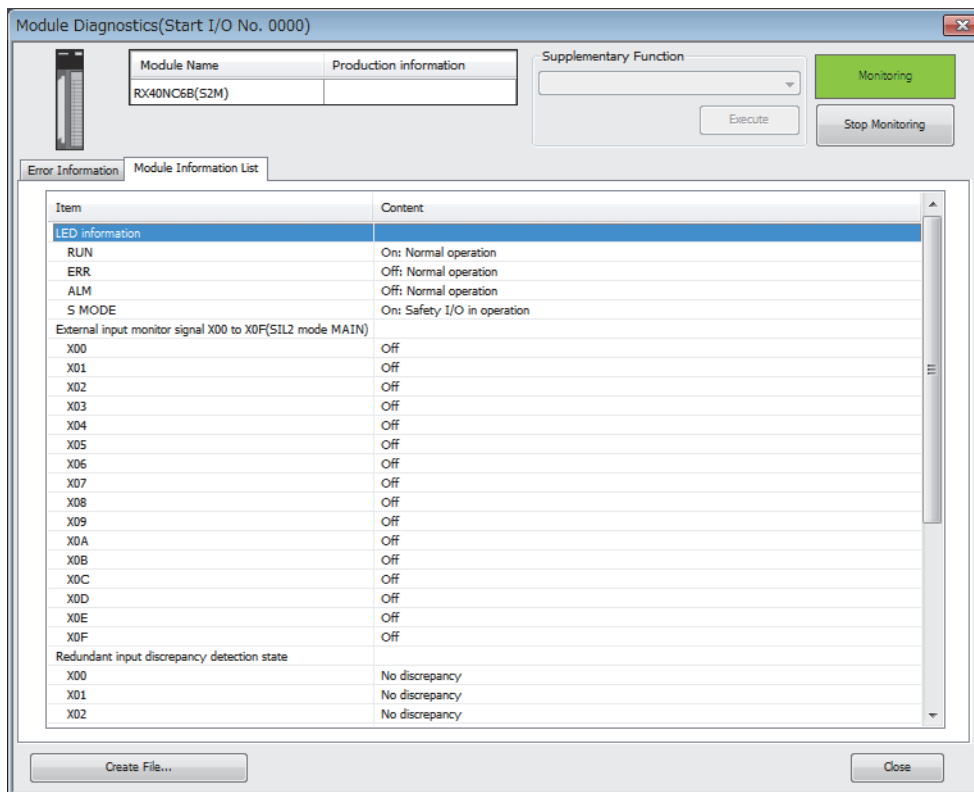 Module Diagnostics(Start I/O No. 0000)
Module Name Production information
RX40NC6B(S2M)
Supplementary Function
Execute
Monitoring
Stop Monitoring
Error Information Module Information List
Item Content
LED information
RUN On: Normal operation
ERR Off: Normal operation
ALM Off: Normal operation
S MODE On: Safety I/O in operation
External input monitor signal X00 to X0F(SIL2 mode MAIN)
X00 Off
X01 Off
X02 Off
X03 Off
X04 Off
X05 Off
X06 Off
X07 Off
X08 Off
X09 Off
X0A Off
X0B Off
X0C Off
X0D Off
X0E Off
X0F Off
Redundant input discrepancy detection state
X00 No discrepancy
X01 No discrepancy
X02 No discrepancy
Create File... Close